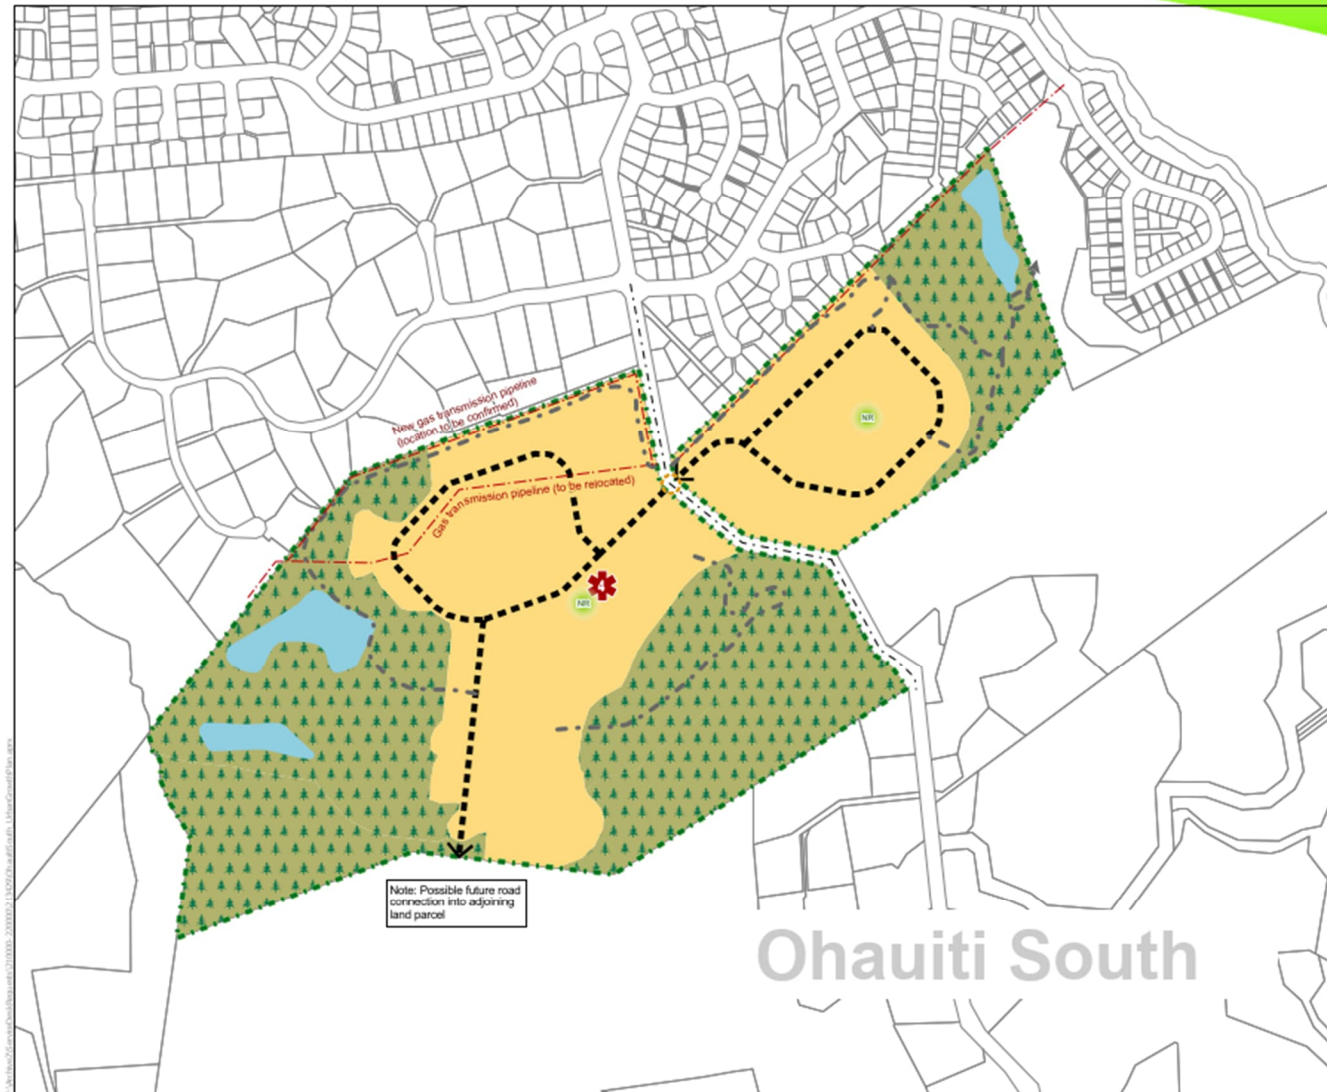 New gas transmission pipeline
(location to be confirmed)
Gas transmission pipeline (to be relocated)
NR
4
NR
Note: Possible future road
connection into adjoining
land parcel
Ohauiti South